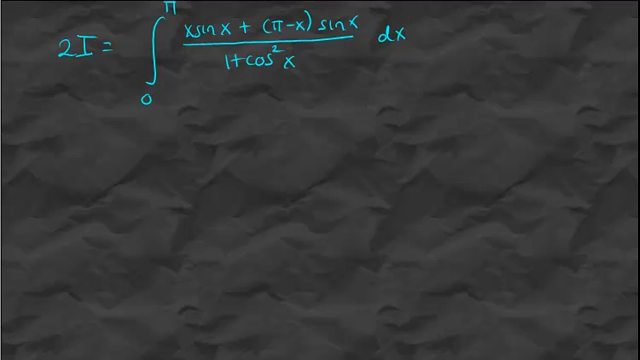 2I = ∫₀^π (x sin x + (π-x) sin x)/(1+cos² x) dx